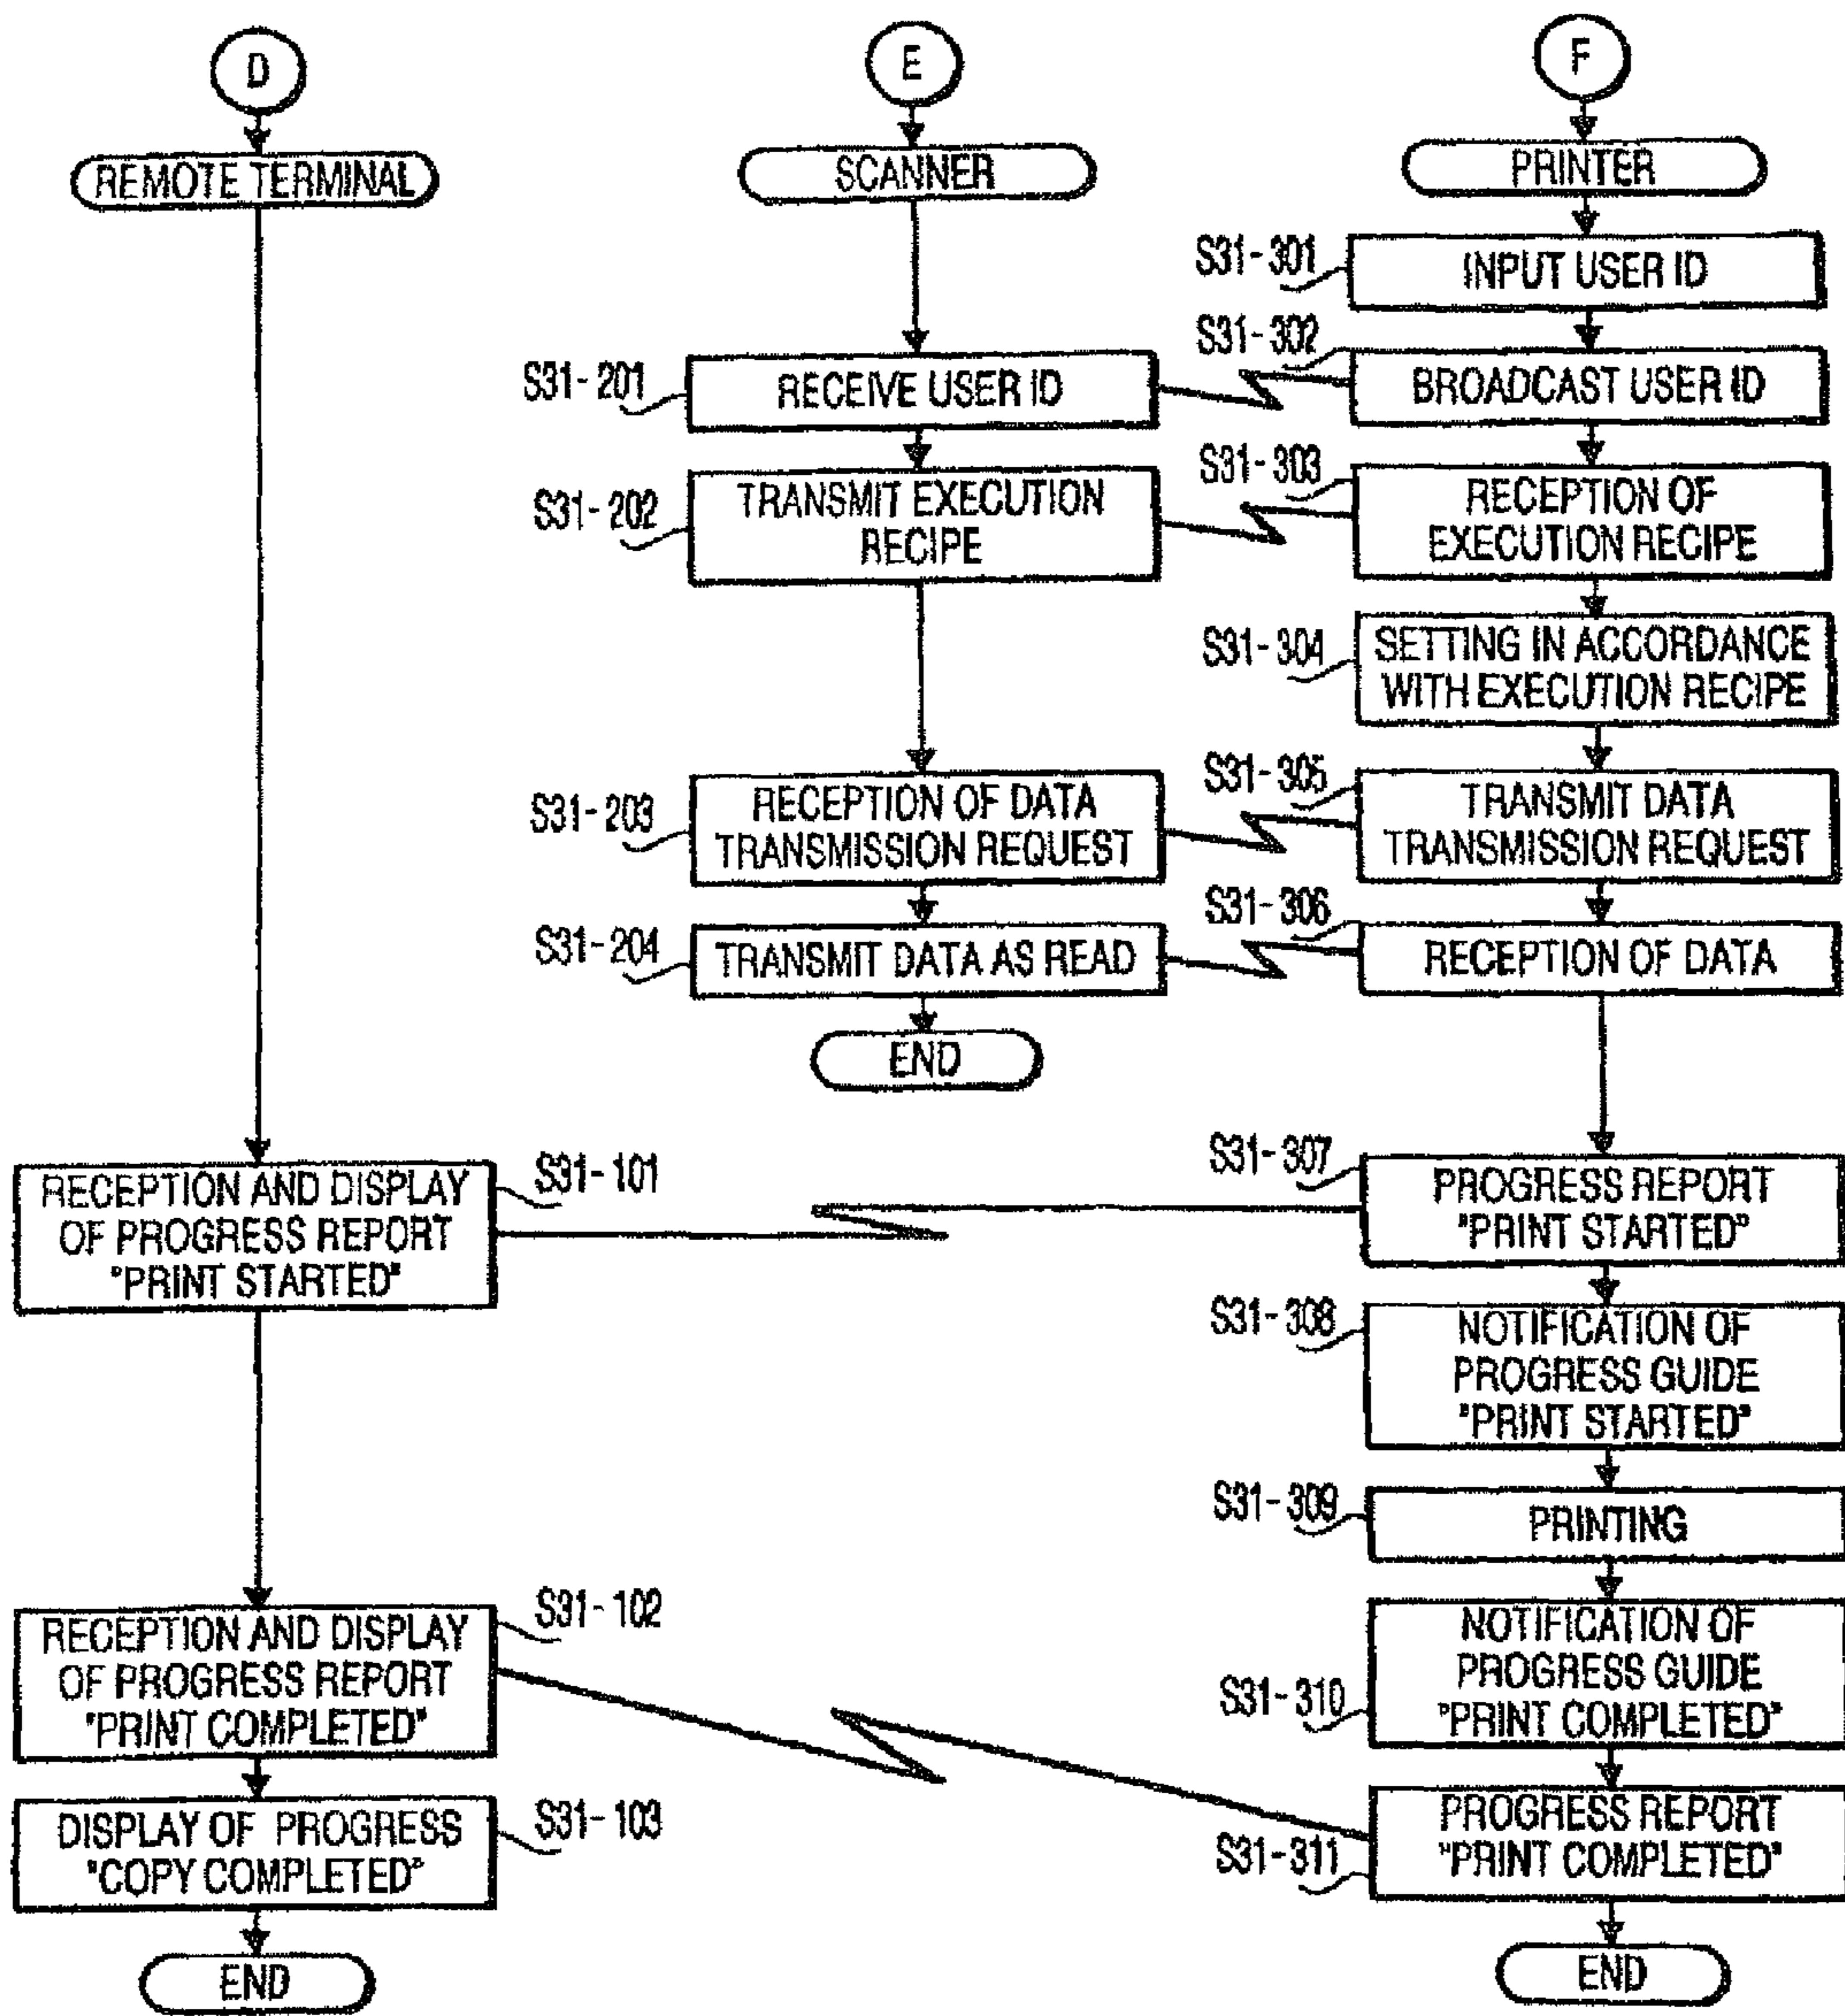 D
E
F
REMOTE TERMINAL
SCANNER
PRINTER
S31-301
INPUT USER ID
S31-302
S31-201
RECEIVE USER ID
BROADCAST USER ID
S31-303
S31-202
TRANSMIT EXECUTION
RECIPE
RECEPTION OF
EXECUTION RECIPE
S31-304
SETTING IN ACCORDANCE
WITH EXECUTION RECIPE
S31-305
S31-203
RECEPTION OF DATA
TRANSMISSION REQUEST
TRANSMIT DATA
TRANSMISSION REQUEST
S31-306
S31-204
TRANSMIT DATA AS READ
RECEPTION OF DATA
END
S31-101
RECEPTION AND DISPLAY
OF PROGRESS REPORT
"PRINT STARTED"
S31-307
PROGRESS REPORT
"PRINT STARTED"
S31-308
NOTIFICATION OF
PROGRESS GUIDE
"PRINT STARTED"
S31-309
PRINTING
S31-102
RECEPTION AND DISPLAY
OF PROGRESS REPORT
"PRINT COMPLETED"
NOTIFICATION OF
PROGRESS GUIDE
"PRINT COMPLETED"
S31-310
S31-103
DISPLAY OF PROGRESS
"COPY COMPLETED"
PROGRESS REPORT
"PRINT COMPLETED"
S31-311
END
END